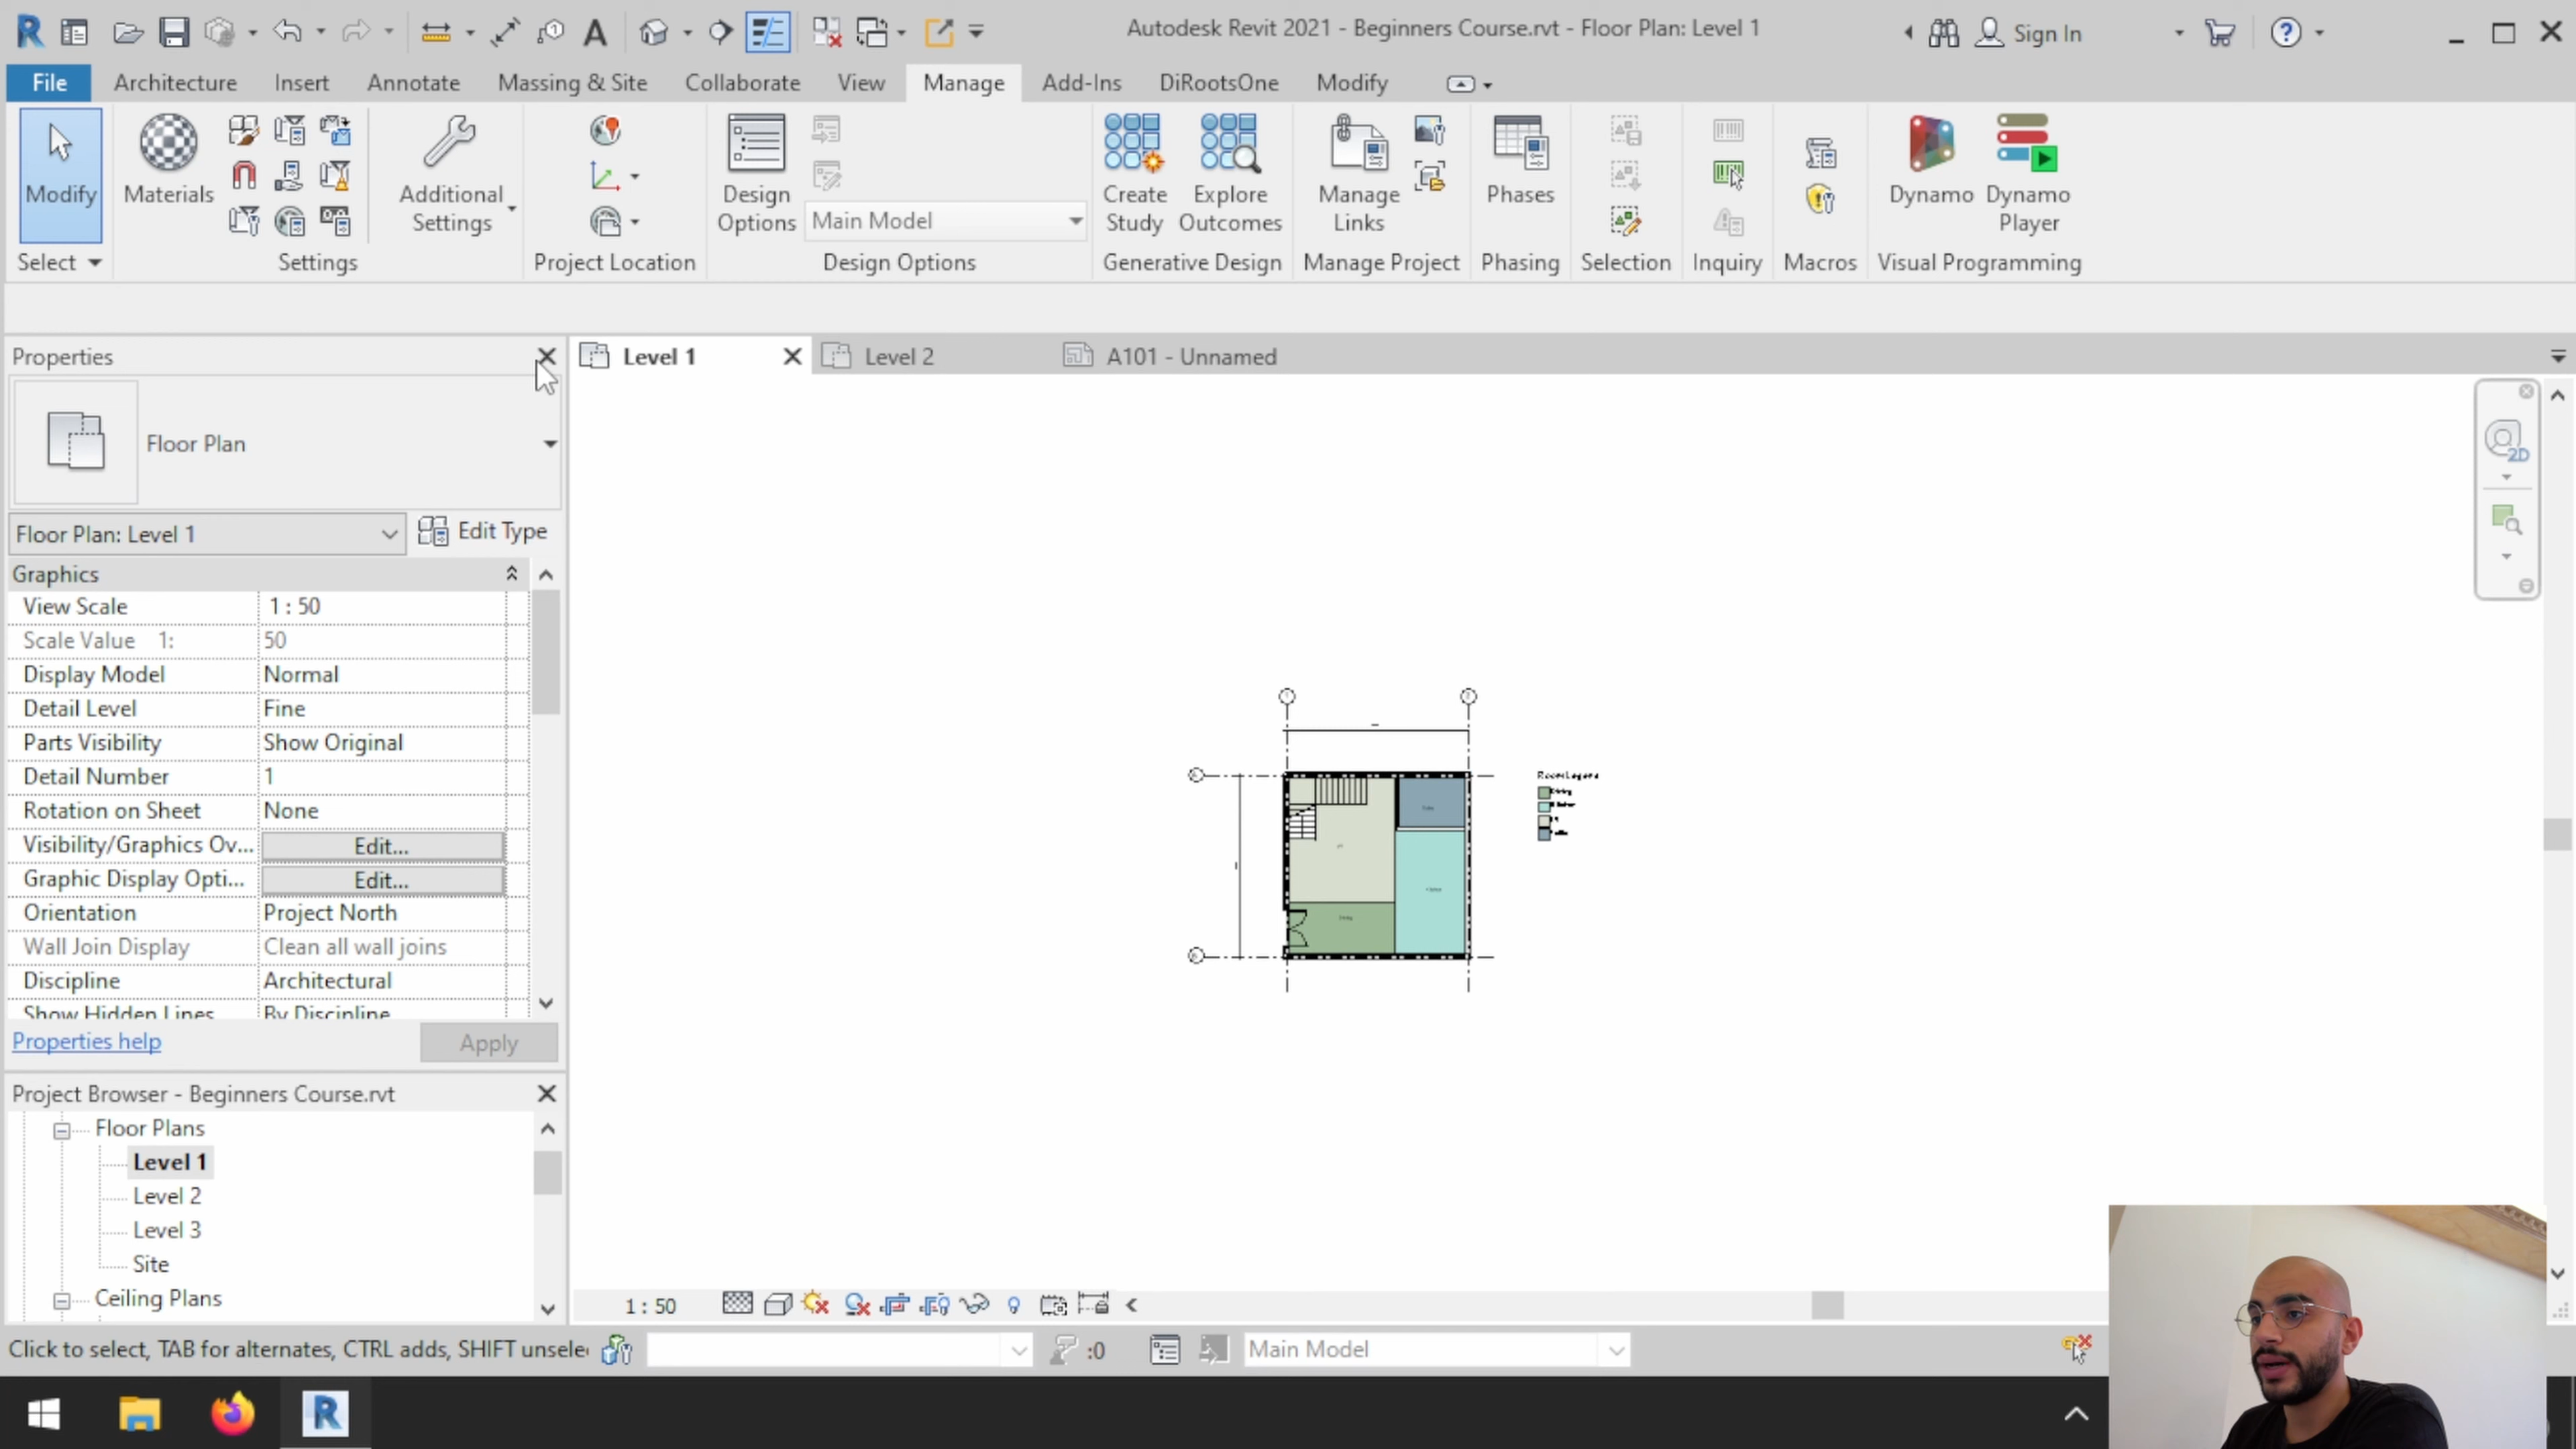 Autodesk Revit 2021 - Beginners Course.rvt - Floor Plan: Level 1
Sign In
File
Architecture
Insert
Annotate
Massing & Site
Collaborate
View
Manage
Add-Ins
DiRootsOne
Modify
Modify
Materials
Additional
Settings
Design
Options
Main Model
Create
Study
Explore
Outcomes
Manage
Links
Phases
Dynamo
Dynamo
Player
Select
Settings
Project Location
Design Options
Generative Design
Manage Project
Phasing
Selection
Inquiry
Macros
Visual Programming
Properties
Level 1
Level 2
A101 - Unnamed
Floor Plan
2D
Floor Plan: Level 1
Edit Type
Graphics
View Scale 1 : 50
Scale Value 1: 50
Display Model Normal
Detail Level Fine
Parts Visibility Show Original
Detail Number 1
Rotation on Sheet None
Visibility/Graphics Ov... Edit...
Graphic Display Opti... Edit...
Orientation Project North
Wall Join Display Clean all wall joins
Discipline Architectural
Show Hidden Lines By Discipline
Properties help
Apply
Room Legend
Project Browser - Beginners Course.rvt
Floor Plans
Level 1
Level 2
Level 3
Site
Ceiling Plans
1 : 50
Click to select, TAB for alternates, CTRL adds, SHIFT unsele
:0
Main Model